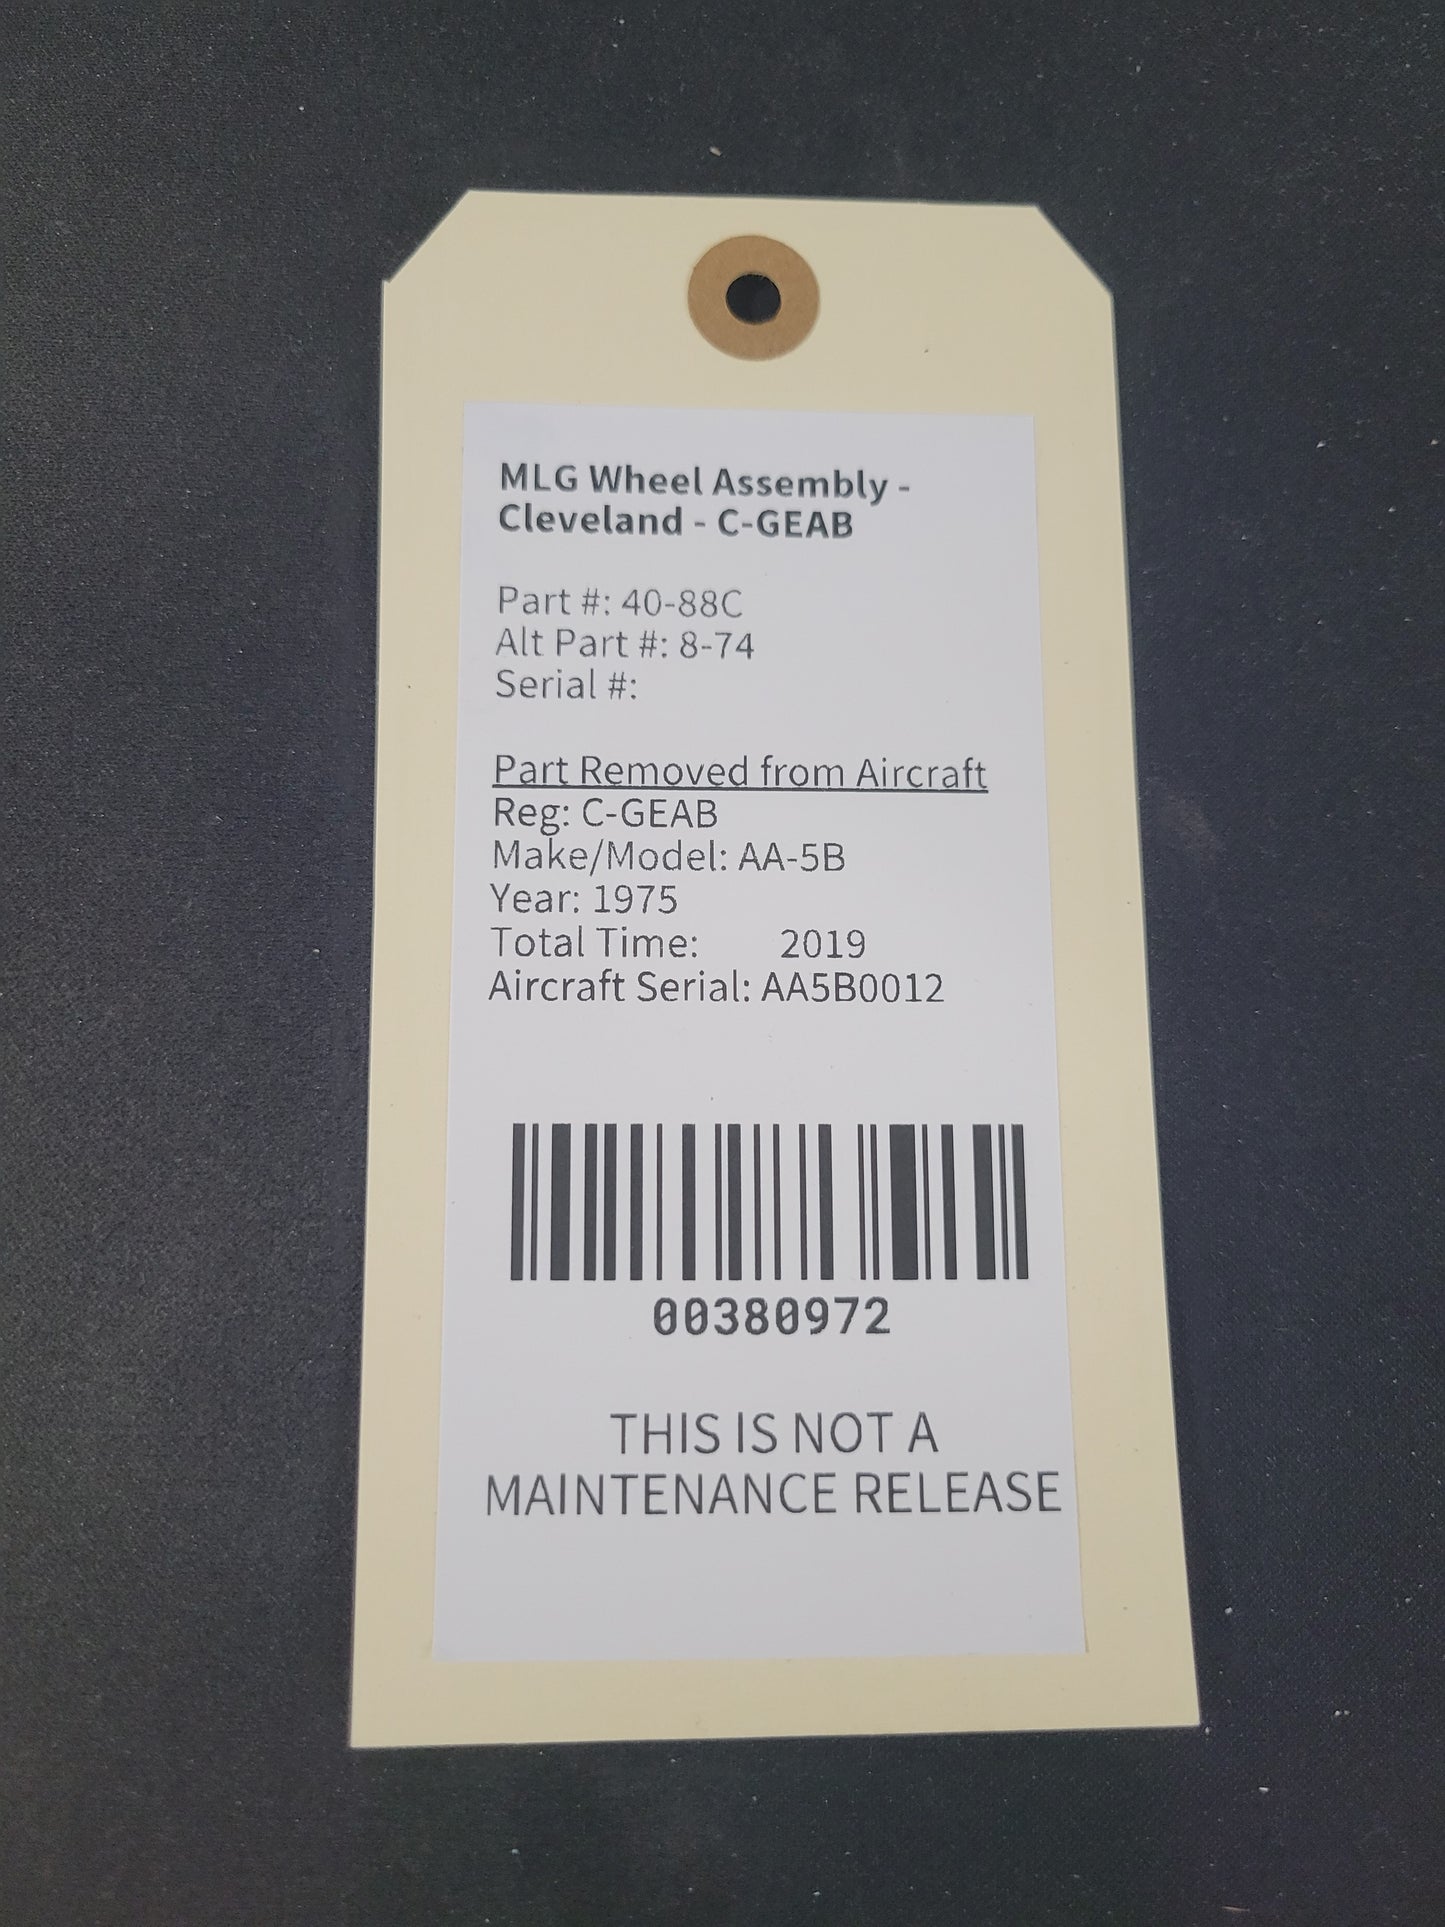 MLG Wheel Assembly -
Cleveland - C-GEAB
Part #: 40-88C
Alt Part #: 8-74
Serial #:
Part Removed from Aircraft
Reg: C-GEAB
Make/Model: AA-5B
Year: 1975
Total Time: 2019
Aircraft Serial: AA5B0012
00380972
THIS IS NOT A
MAINTENANCE RELEASE